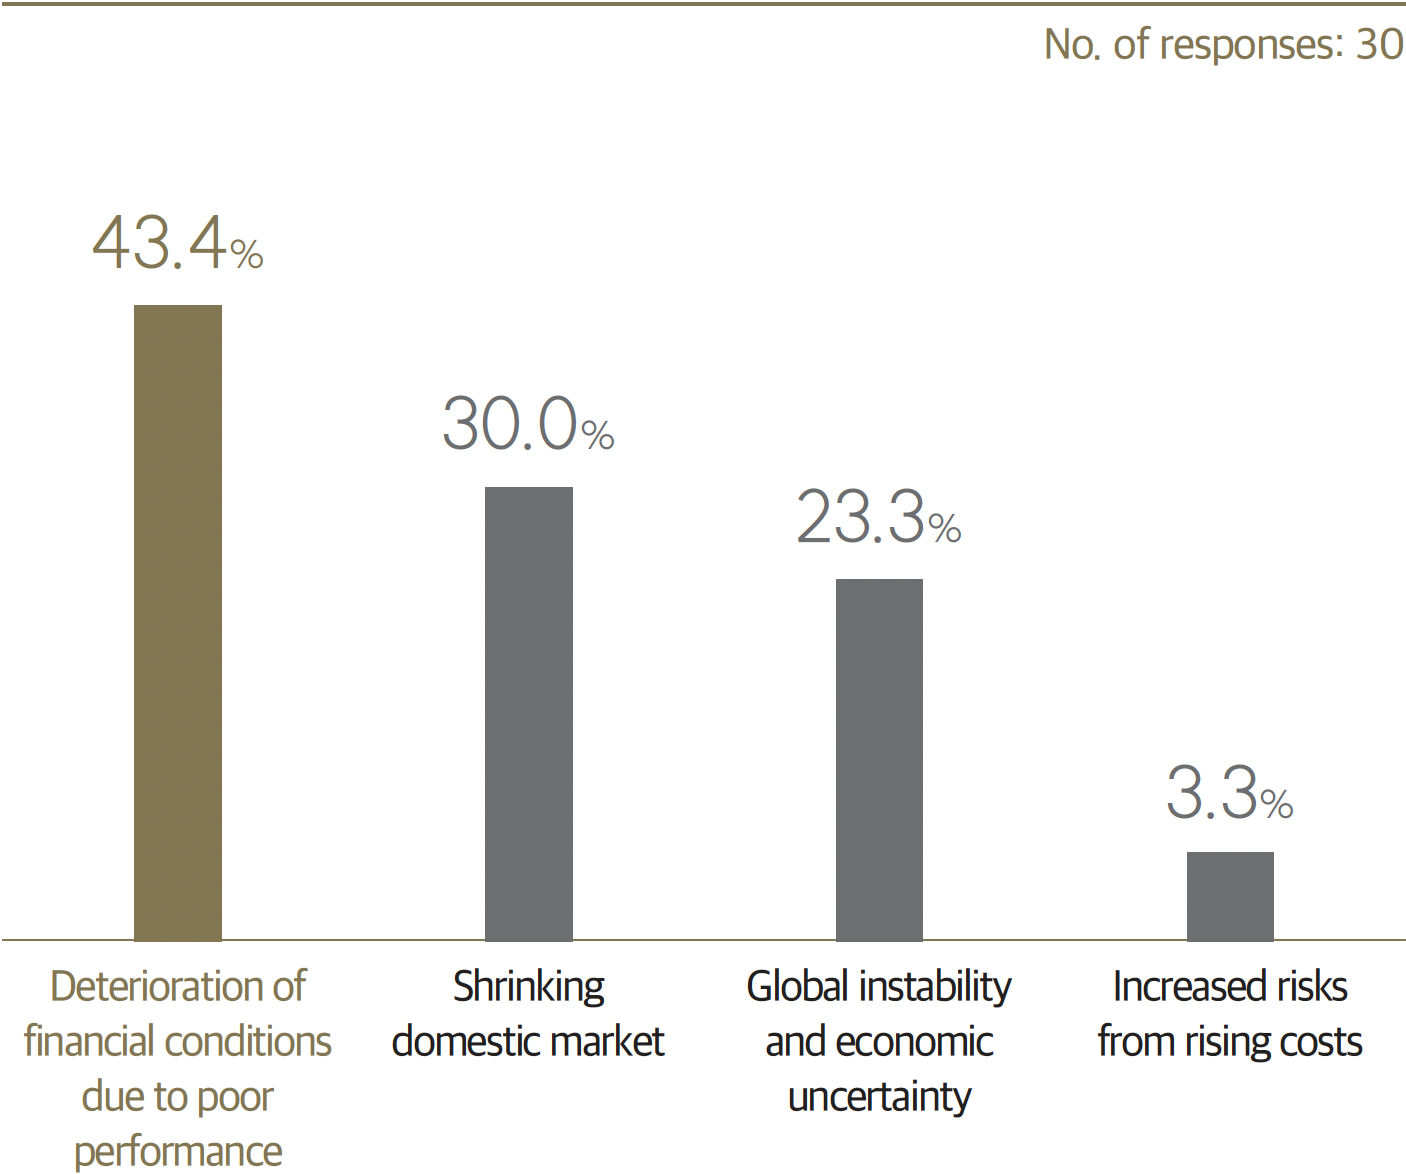 No. of responses: 30
43.4%
30.0%
23.3%
3.3%
Deterioration of
financial conditions
due to poor
performance
Shrinking
domestic market
Global instability
and economic
uncertainty
Increased risks
from rising costs